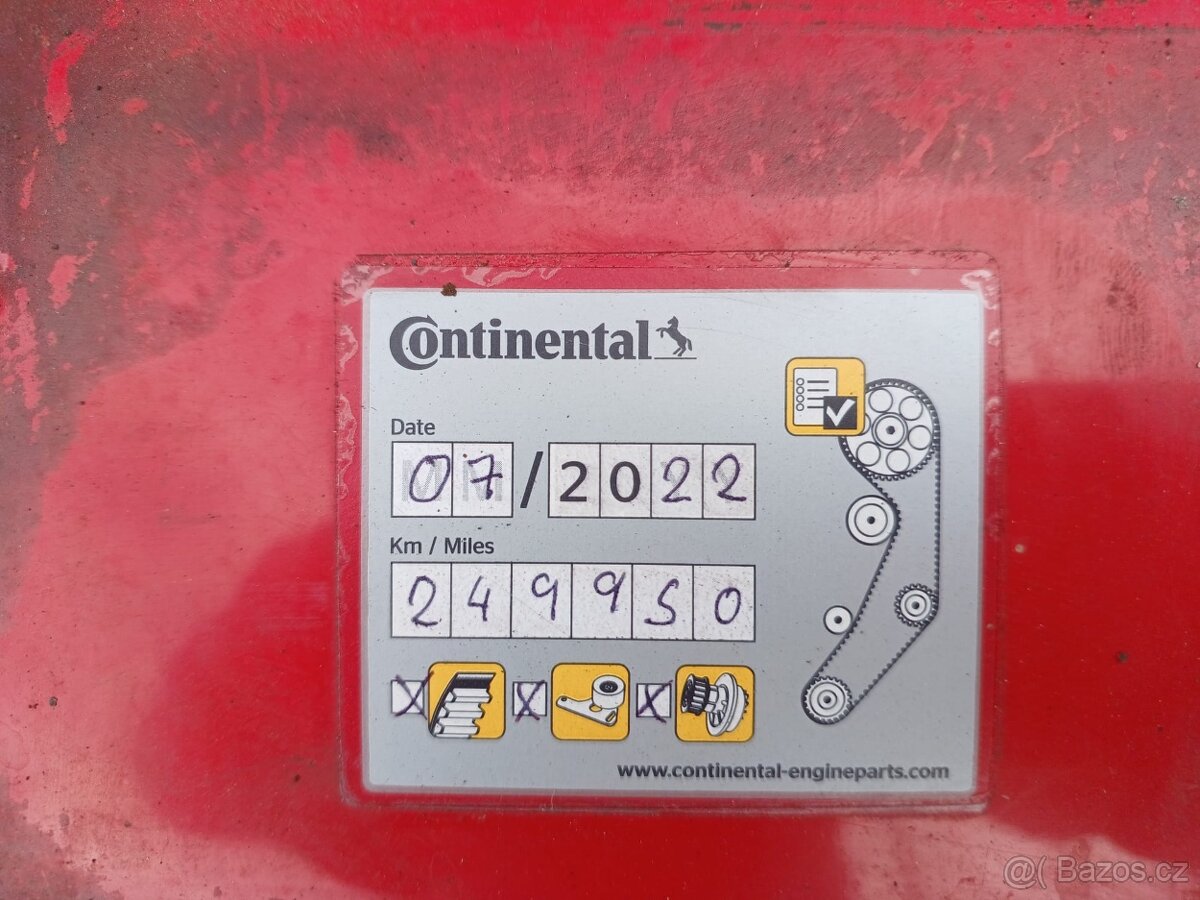 Continental
Date
07/2022
Km / Miles
249950
www.continental-engineparts.com
@( Bazos.cz